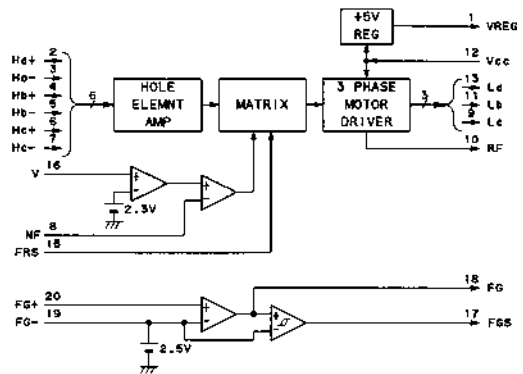 +5V
REG
1 VREG
12 Vcc
Ha+ 2
Ha- 3
Hb+ 4
Hb- 5
Hc+ 6
Hc- 7
6
HOLE
ELEMNT
AMP
MATRIX
3 PHASE
MOTOR
DRIVER
3
13 La
11 Lb
9 Lc
10 RF
V 16
2.3V
NF 8
FRS 15
FG+ 20
FG- 19
2.5V
18 FG
17 FGS